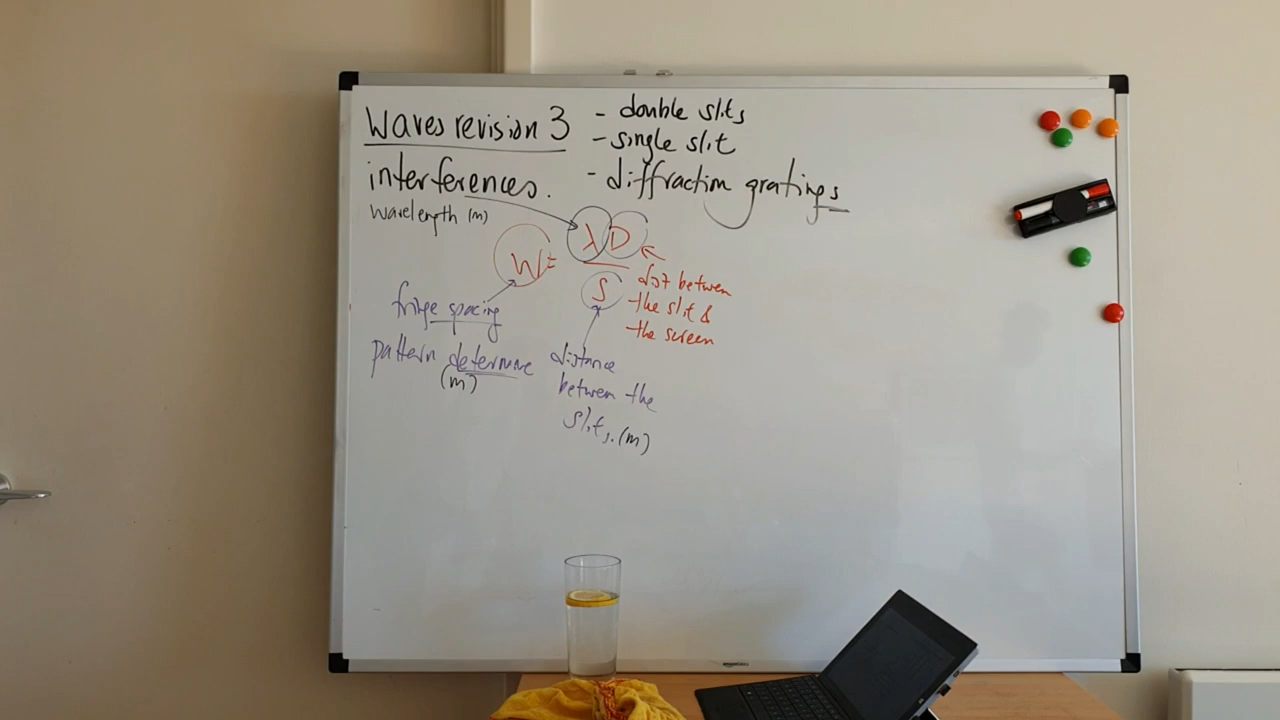 Waves revision 3
interferences.
- double slits
- single slit
- diffraction gratings
Wavelength (m)
W = λD
S
dist between
the slit &
the screen
fringe spacing
pattern determine
(m)
distance
between the
slits. (m)